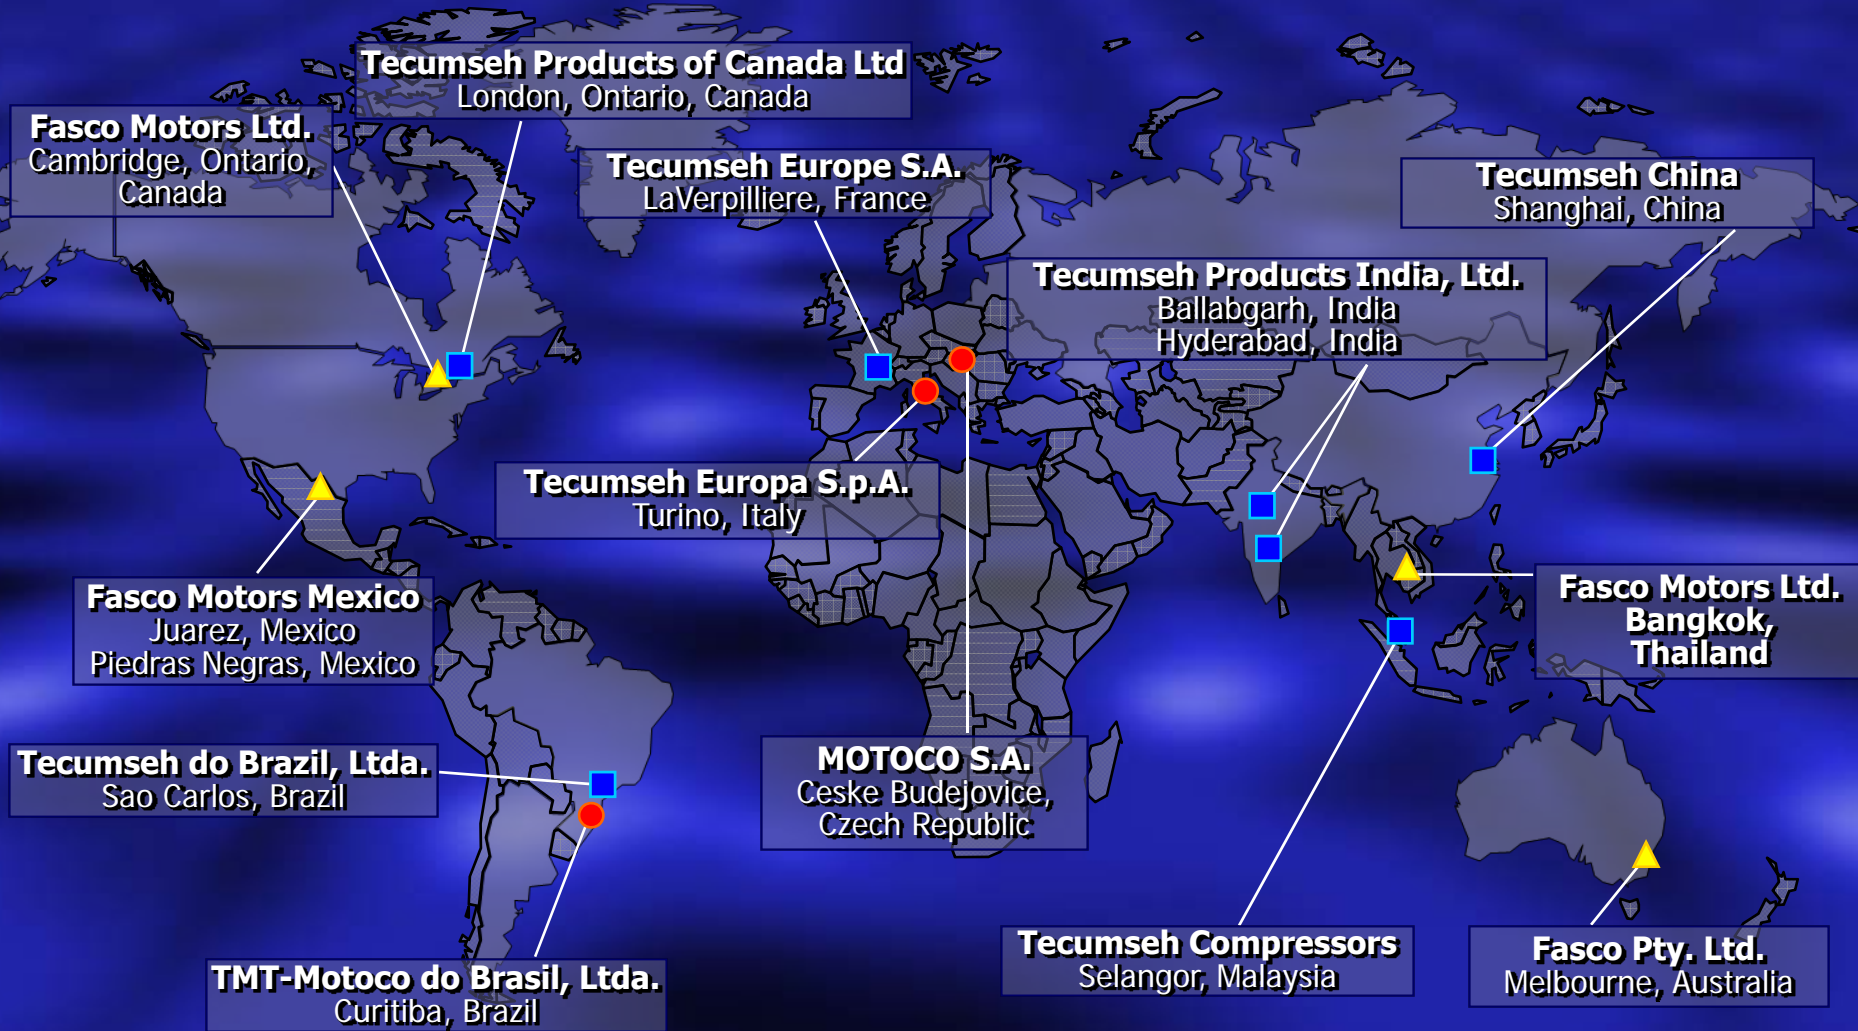 Tecumseh Products of Canada Ltd
London, Ontario, Canada
Fasco Motors Ltd.
Cambridge, Ontario,
Canada
Tecumseh Europe S.A.
LaVerpilliere, France
Tecumseh China
Shanghai, China
Tecumseh Products India, Ltd.
Ballabgarh, India
Hyderabad, India
Tecumseh Europa S.p.A.
Turino, Italy
Fasco Motors Mexico
Juarez, Mexico
Piedras Negras, Mexico
Fasco Motors Ltd.
Bangkok,
Thailand
Tecumseh do Brazil, Ltda.
Sao Carlos, Brazil
MOTOCO S.A.
Ceske Budejovice,
Czech Republic
Tecumseh Compressors
Selangor, Malaysia
Fasco Pty. Ltd.
Melbourne, Australia
TMT-Motoco do Brasil, Ltda.
Curitiba, Brazil